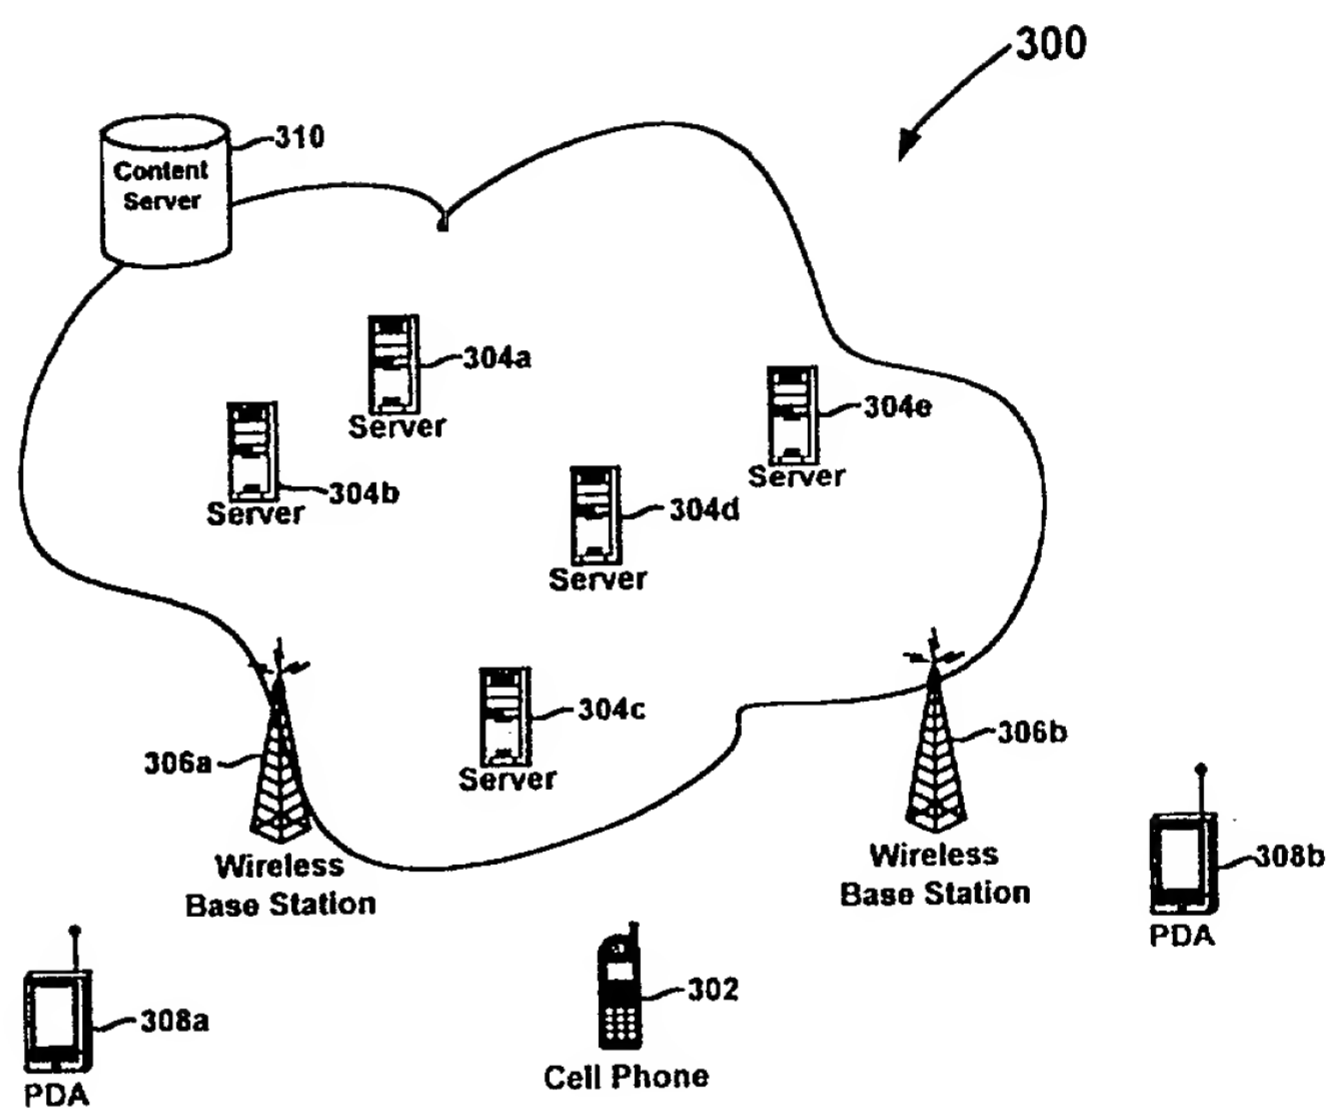 300
310
Content
Server
304a
Server
304e
Server
304b
Server
304d
Server
304c
Server
306a
Wireless
Base Station
306b
Wireless
Base Station
308b
PDA
308a
PDA
302
Cell Phone